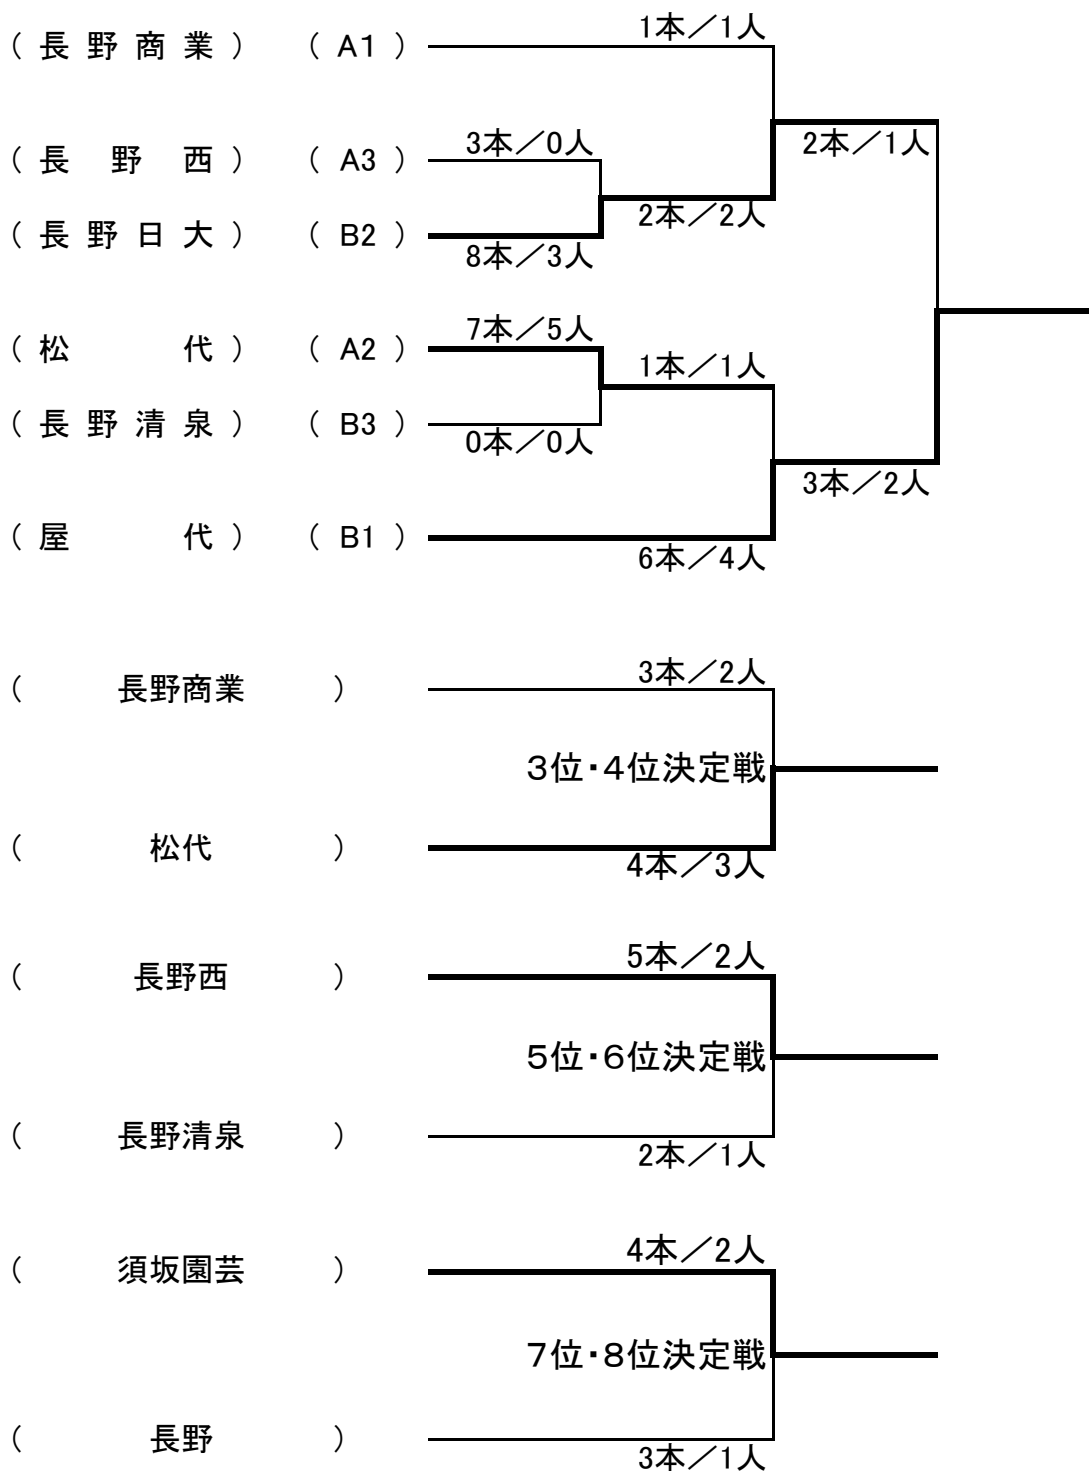 1本／1人
(長野商業) (A1)
3本／0人
(長野西) (A3)
2本／1人
2本／2人
(長野日大) (B2)
8本／3人
7本／5人
(松代) (A2)
1本／1人
(長野清泉) (B3)
0本／0人
3本／2人
(屋代) (B1)
6本／4人
3本／2人
(長野商業)
3位・4位決定戦
(松代)
4本／3人
5本／2人
(長野西)
5位・6位決定戦
(長野清泉)
2本／1人
4本／2人
(須坂園芸)
7位・8位決定戦
(長野)
3本／1人